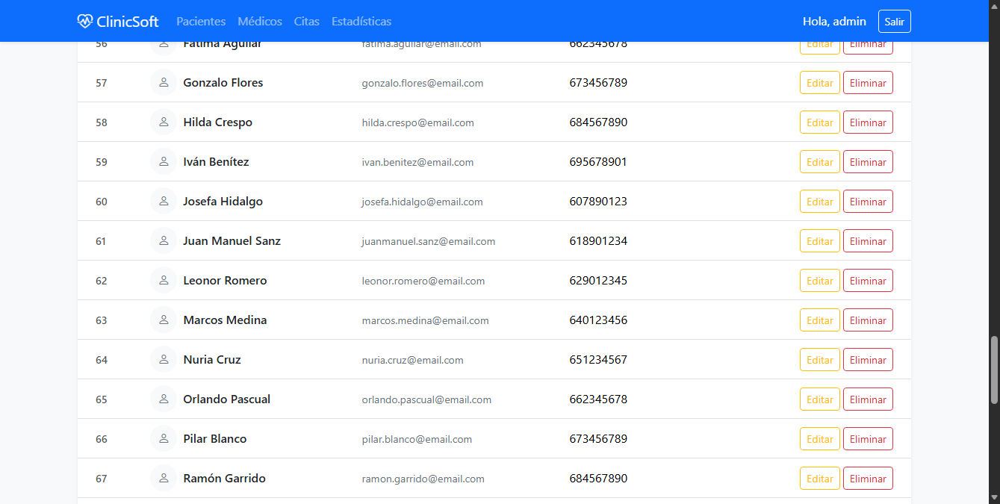 ClinicSoft Pacientes Médicos Citas Estadísticas Hola, admin Salir
56 Fátima Aguilar fatima.aguilar@email.com 662345678 Editar Eliminar
57 Gonzalo Flores gonzalo.flores@email.com 673456789 Editar Eliminar
58 Hilda Crespo hilda.crespo@email.com 684567890 Editar Eliminar
59 Iván Benítez ivan.benitez@email.com 695678901 Editar Eliminar
60 Josefa Hidalgo josefa.hidalgo@email.com 607890123 Editar Eliminar
61 Juan Manuel Sanz juanmanuel.sanz@email.com 618901234 Editar Eliminar
62 Leonor Romero leonor.romero@email.com 629012345 Editar Eliminar
63 Marcos Medina marcos.medina@email.com 640123456 Editar Eliminar
64 Nuria Cruz nuria.cruz@email.com 651234567 Editar Eliminar
65 Orlando Pascual orlando.pascual@email.com 662345678 Editar Eliminar
66 Pilar Blanco pilar.blanco@email.com 673456789 Editar Eliminar
67 Ramón Garrido ramon.garrido@email.com 684567890 Editar Eliminar